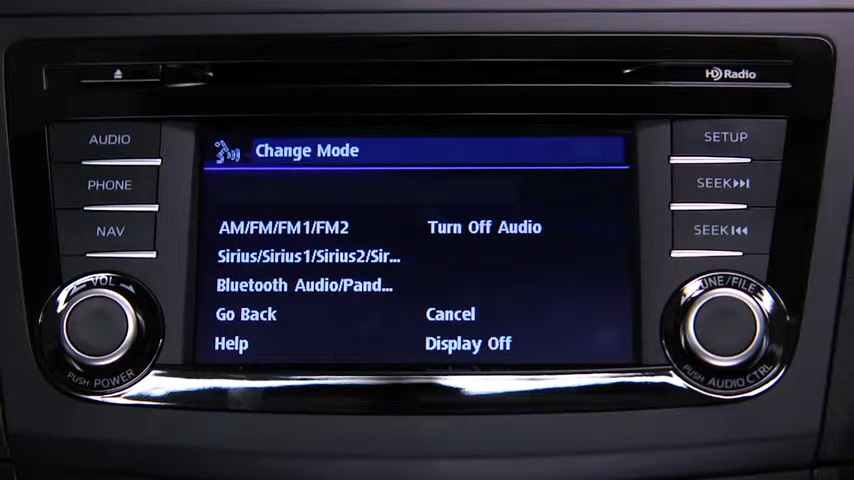 HD Radio
AUDIO
PHONE
NAV
VOL
PUSH POWER
Change Mode
AM/FM/FM1/FM2
Turn Off Audio
Sirius/Sirius1/Sirius2/Sir...
Bluetooth Audio/Pand...
Go Back
Cancel
Help
Display Off
SETUP
SEEK
SEEK
TUNE/FILE
PUSH AUDIO CTRL